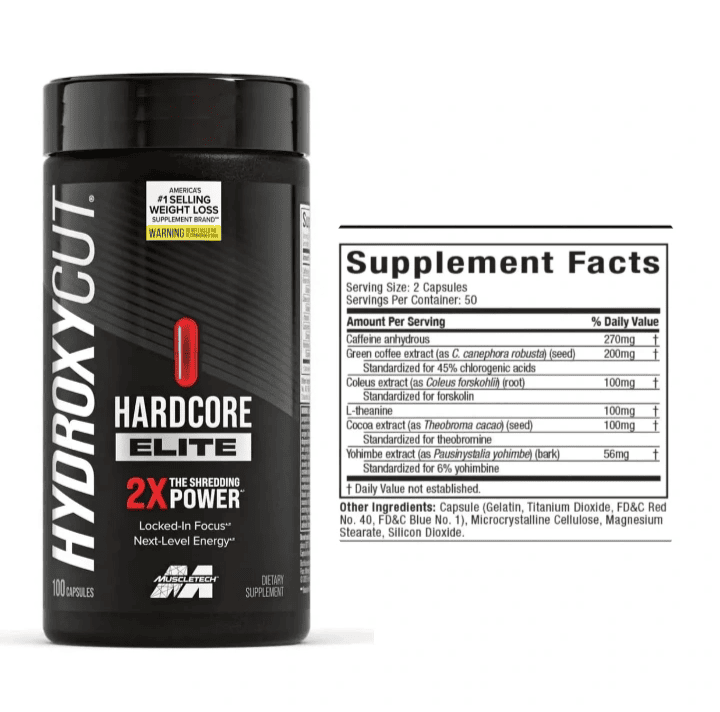 HYDROXYCUT®
100 CAPSULES
AMERICA'S
#1 SELLING
WEIGHT LOSS
SUPPLEMENT BRAND**
WARNING
HARDCORE
ELITE
2X THE SHREDDING
POWER
Locked-In Focus*
Next-Level Energy*
MUSCLETECH
DIETARY
SUPPLEMENT
Supplement Facts
Serving Size: 2 Capsules
Servings Per Container: 50
Amount Per Serving % Daily Value
Caffeine anhydrous 270mg †
Green coffee extract (as C. canephora robusta) (seed) 200mg †
Standardized for 45% chlorogenic acids
Coleus extract (as Coleus forskohlii) (root) 100mg †
Standardized for forskolin
L-theanine 100mg †
Cocoa extract (as Theobroma cacao) (seed) 100mg †
Standardized for theobromine
Yohimbe extract (as Pausinystalia yohimbe) (bark) 56mg †
Standardized for 6% yohimbine
† Daily Value not established.
Other Ingredients: Capsule (Gelatin, Titanium Dioxide, FD&C Red
No. 40, FD&C Blue No. 1), Microcrystalline Cellulose, Magnesium
Stearate, Silicon Dioxide.